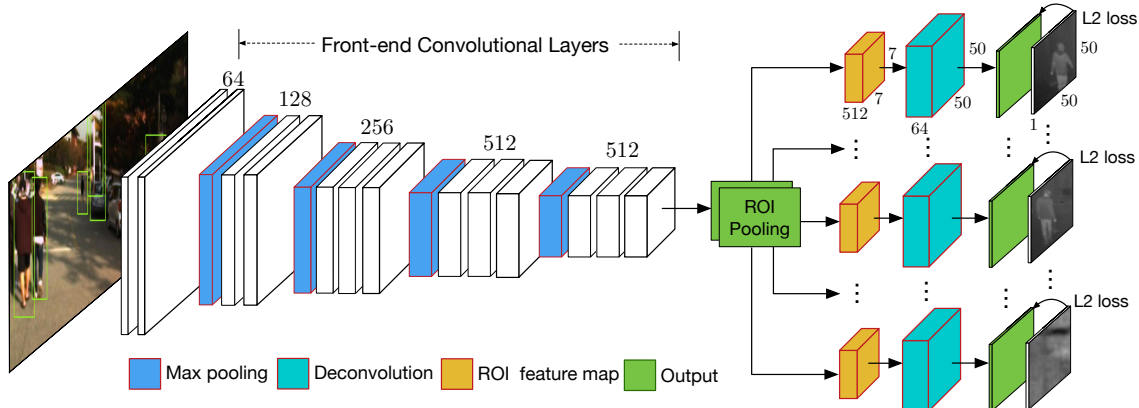 Front-end Convolutional Layers
64
128
256
512
512
ROI
Pooling
512
7
7
64
50
50
1
50
50
L2 loss
L2 loss
L2 loss
Max pooling
Deconvolution
ROI feature map
Output